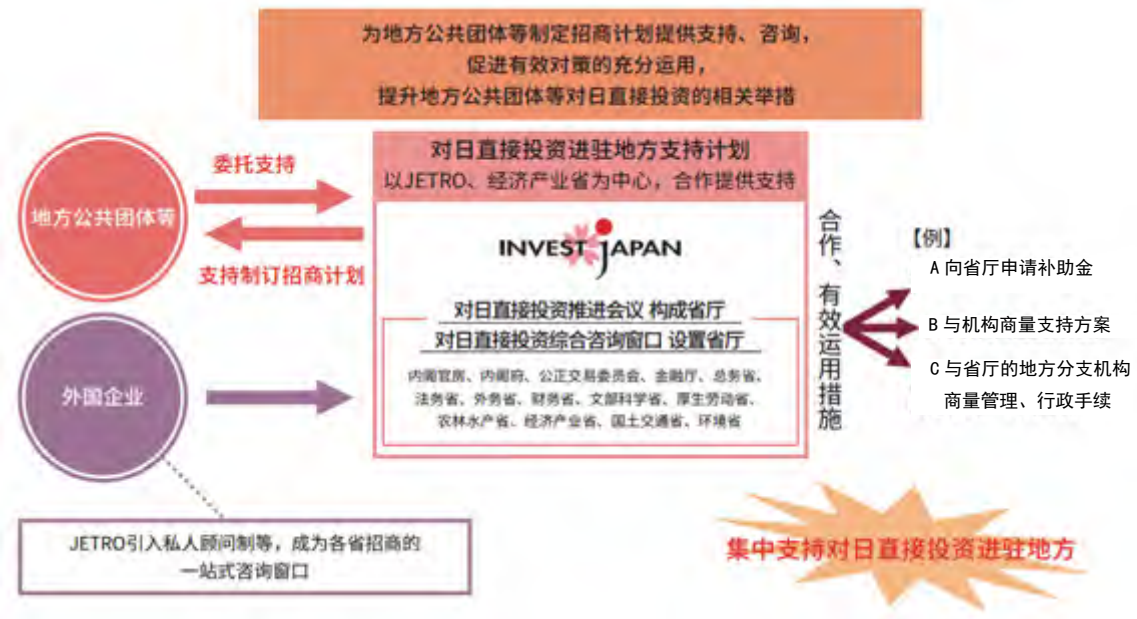 为地方公共团体等制定招商计划提供支持、咨询，
促进有效对策的充分运用，
提升地方公共团体等对日直接投资的相关举措
地方公共团体等
委托支持
支持制订招商计划
对日直接投资进驻地方支持计划
以JETRO、经济产业省为中心，合作提供支持
INVEST JAPAN
对日直接投资推进会议 构成省厅
对日直接投资综合咨询窗口 设置省厅
内阁官房、内阁府、公正交易委员会、金融厅、总务省、
法务省、外务省、财务省、文部科学省、厚生劳动省、
农林水产省、经济产业省、国土交通省、环境省
外国企业
合作、有效运用措施
【例】
A 向省厅申请补助金
B 与机构商量支持方案
C 与省厅的地方分支机构
商量管理、行政手续
JETRO引入私人顾问制等，成为各省招商的
一站式咨询窗口
集中支持对日直接投资进驻地方